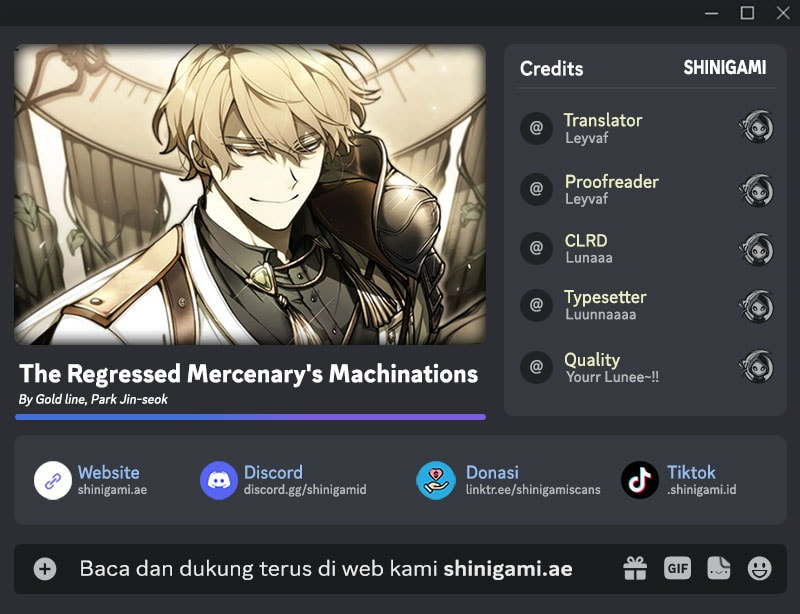 The Regressed Mercenary's Machinations
By Gold line, Park Jin-seok
Credits
SHINIGAMI
@
Translator
Leyvaf
@
Proofreader
Leyvaf
@
CLRD
Lunaaa
@
Typesetter
Luunnaaaa
@
Quality
Yourr Lunee~!!
Website
shinigami.ae
Discord
discord.gg/shinigamid
Donasi
linktr.ee/shinigamiscans
Tiktok
.shinigami.id
Baca dan dukung terus di web kami shinigami.ae
GIF